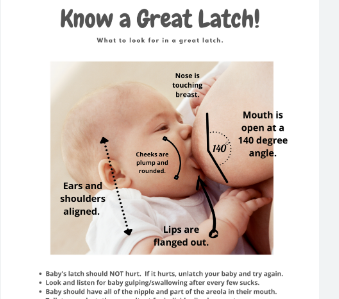 Know a Great Latch!
What to look for in a great latch.
Nose is
touching
breast.
Mouth is
open at a
140 degree
angle.
140
Cheeks are
plump and
rounded.
Ears and
shoulders
aligned.
Lips are
flanged out.
• Baby's latch should NOT hurt. If it hurts, unlatch your baby and try again.
• Look and listen for baby gulping/swallowing after every few sucks.
• Baby should have all of the nipple and part of the areola in their mouth.